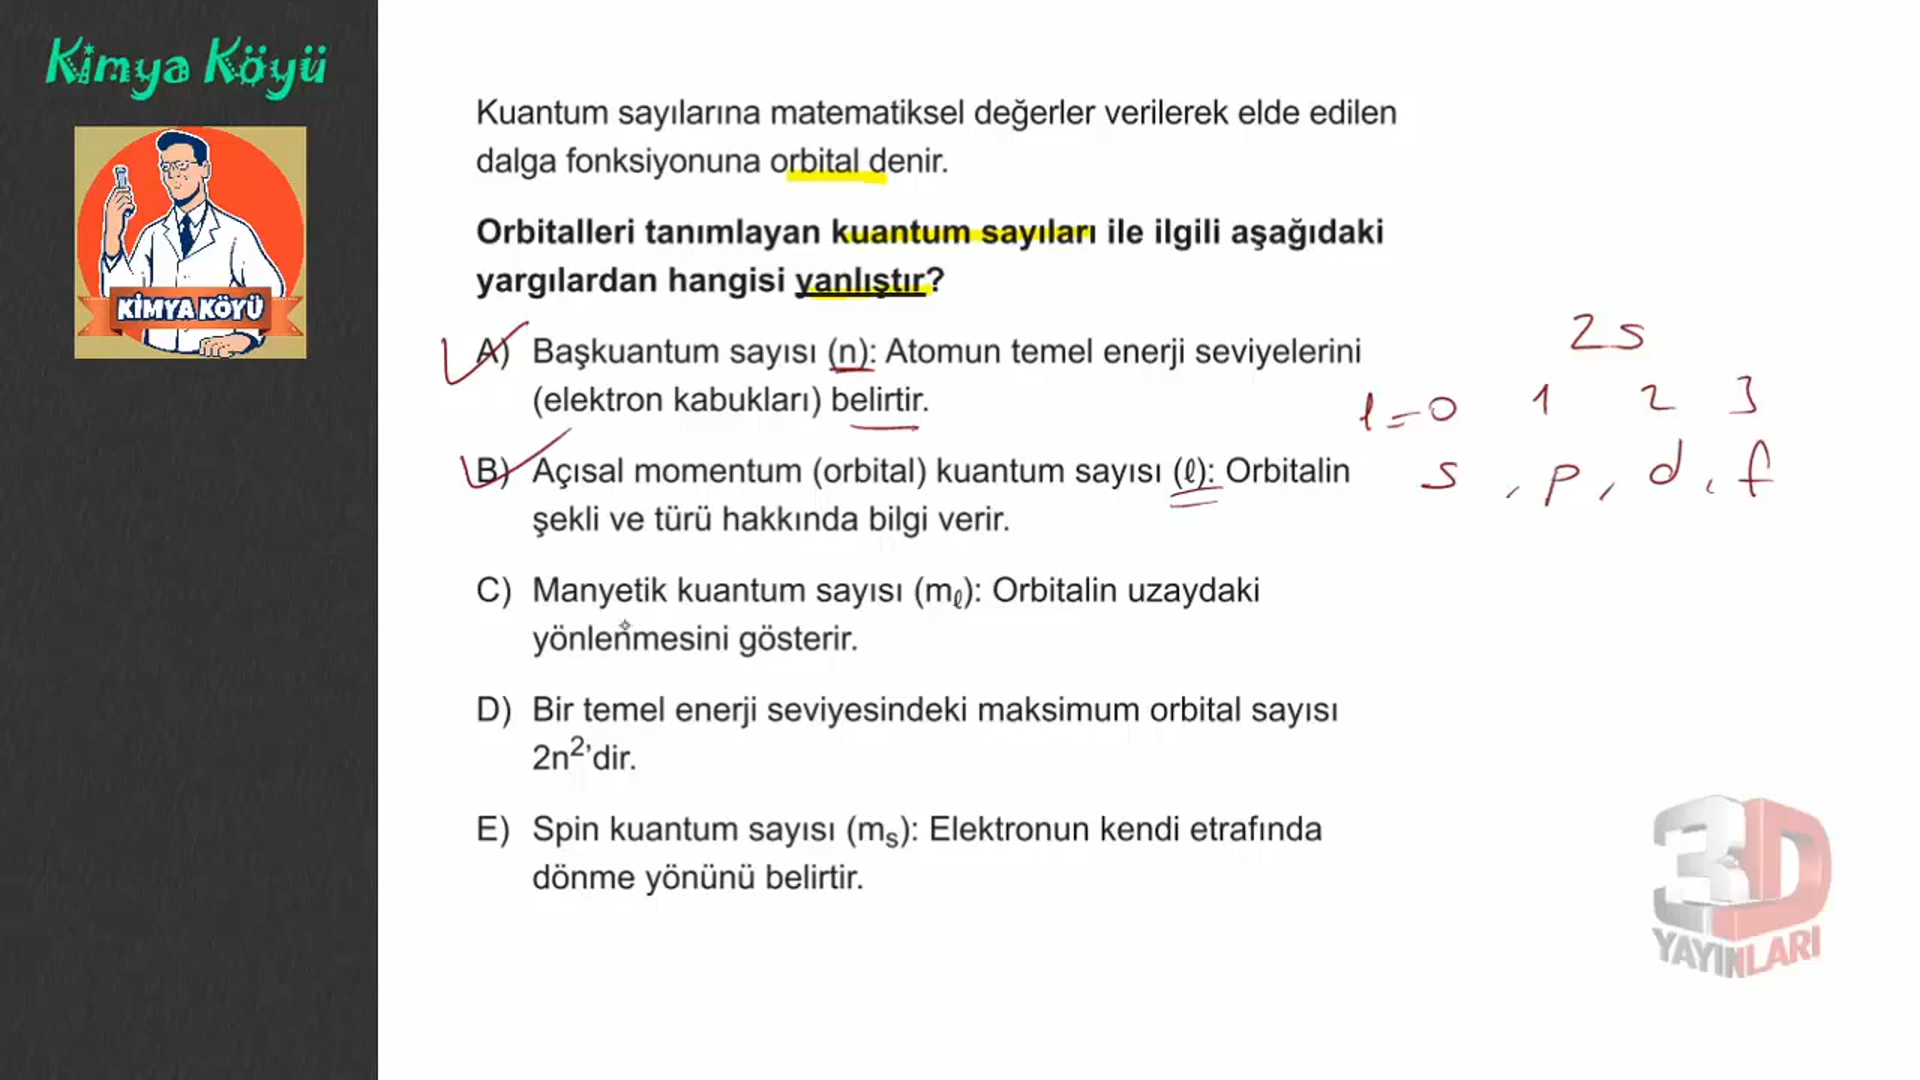 Kimya Köyü
KİMYA KÖYÜ
Kuantum sayılarına matematiksel değerler verilerek elde edilen
dalga fonksiyonuna orbital denir.
Orbitalleri tanımlayan kuantum sayıları ile ilgili aşağıdaki
yargılardan hangisi yanlıştır?
A) Başkuantum sayısı (n): Atomun temel enerji seviyelerini
(elektron kabukları) belirtir.
B) Açısal momentum (orbital) kuantum sayısı (ℓ): Orbitalin
şekli ve türü hakkında bilgi verir.
C) Manyetik kuantum sayısı (mℓ): Orbitalin uzaydaki
yönlenmesini gösterir.
D) Bir temel enerji seviyesindeki maksimum orbital sayısı
2n²'dir.
E) Spin kuantum sayısı (ms): Elektronun kendi etrafında
dönme yönünü belirtir.
2s
l=0 1 2 3
s, p, d, f
3D
YAYINLARI